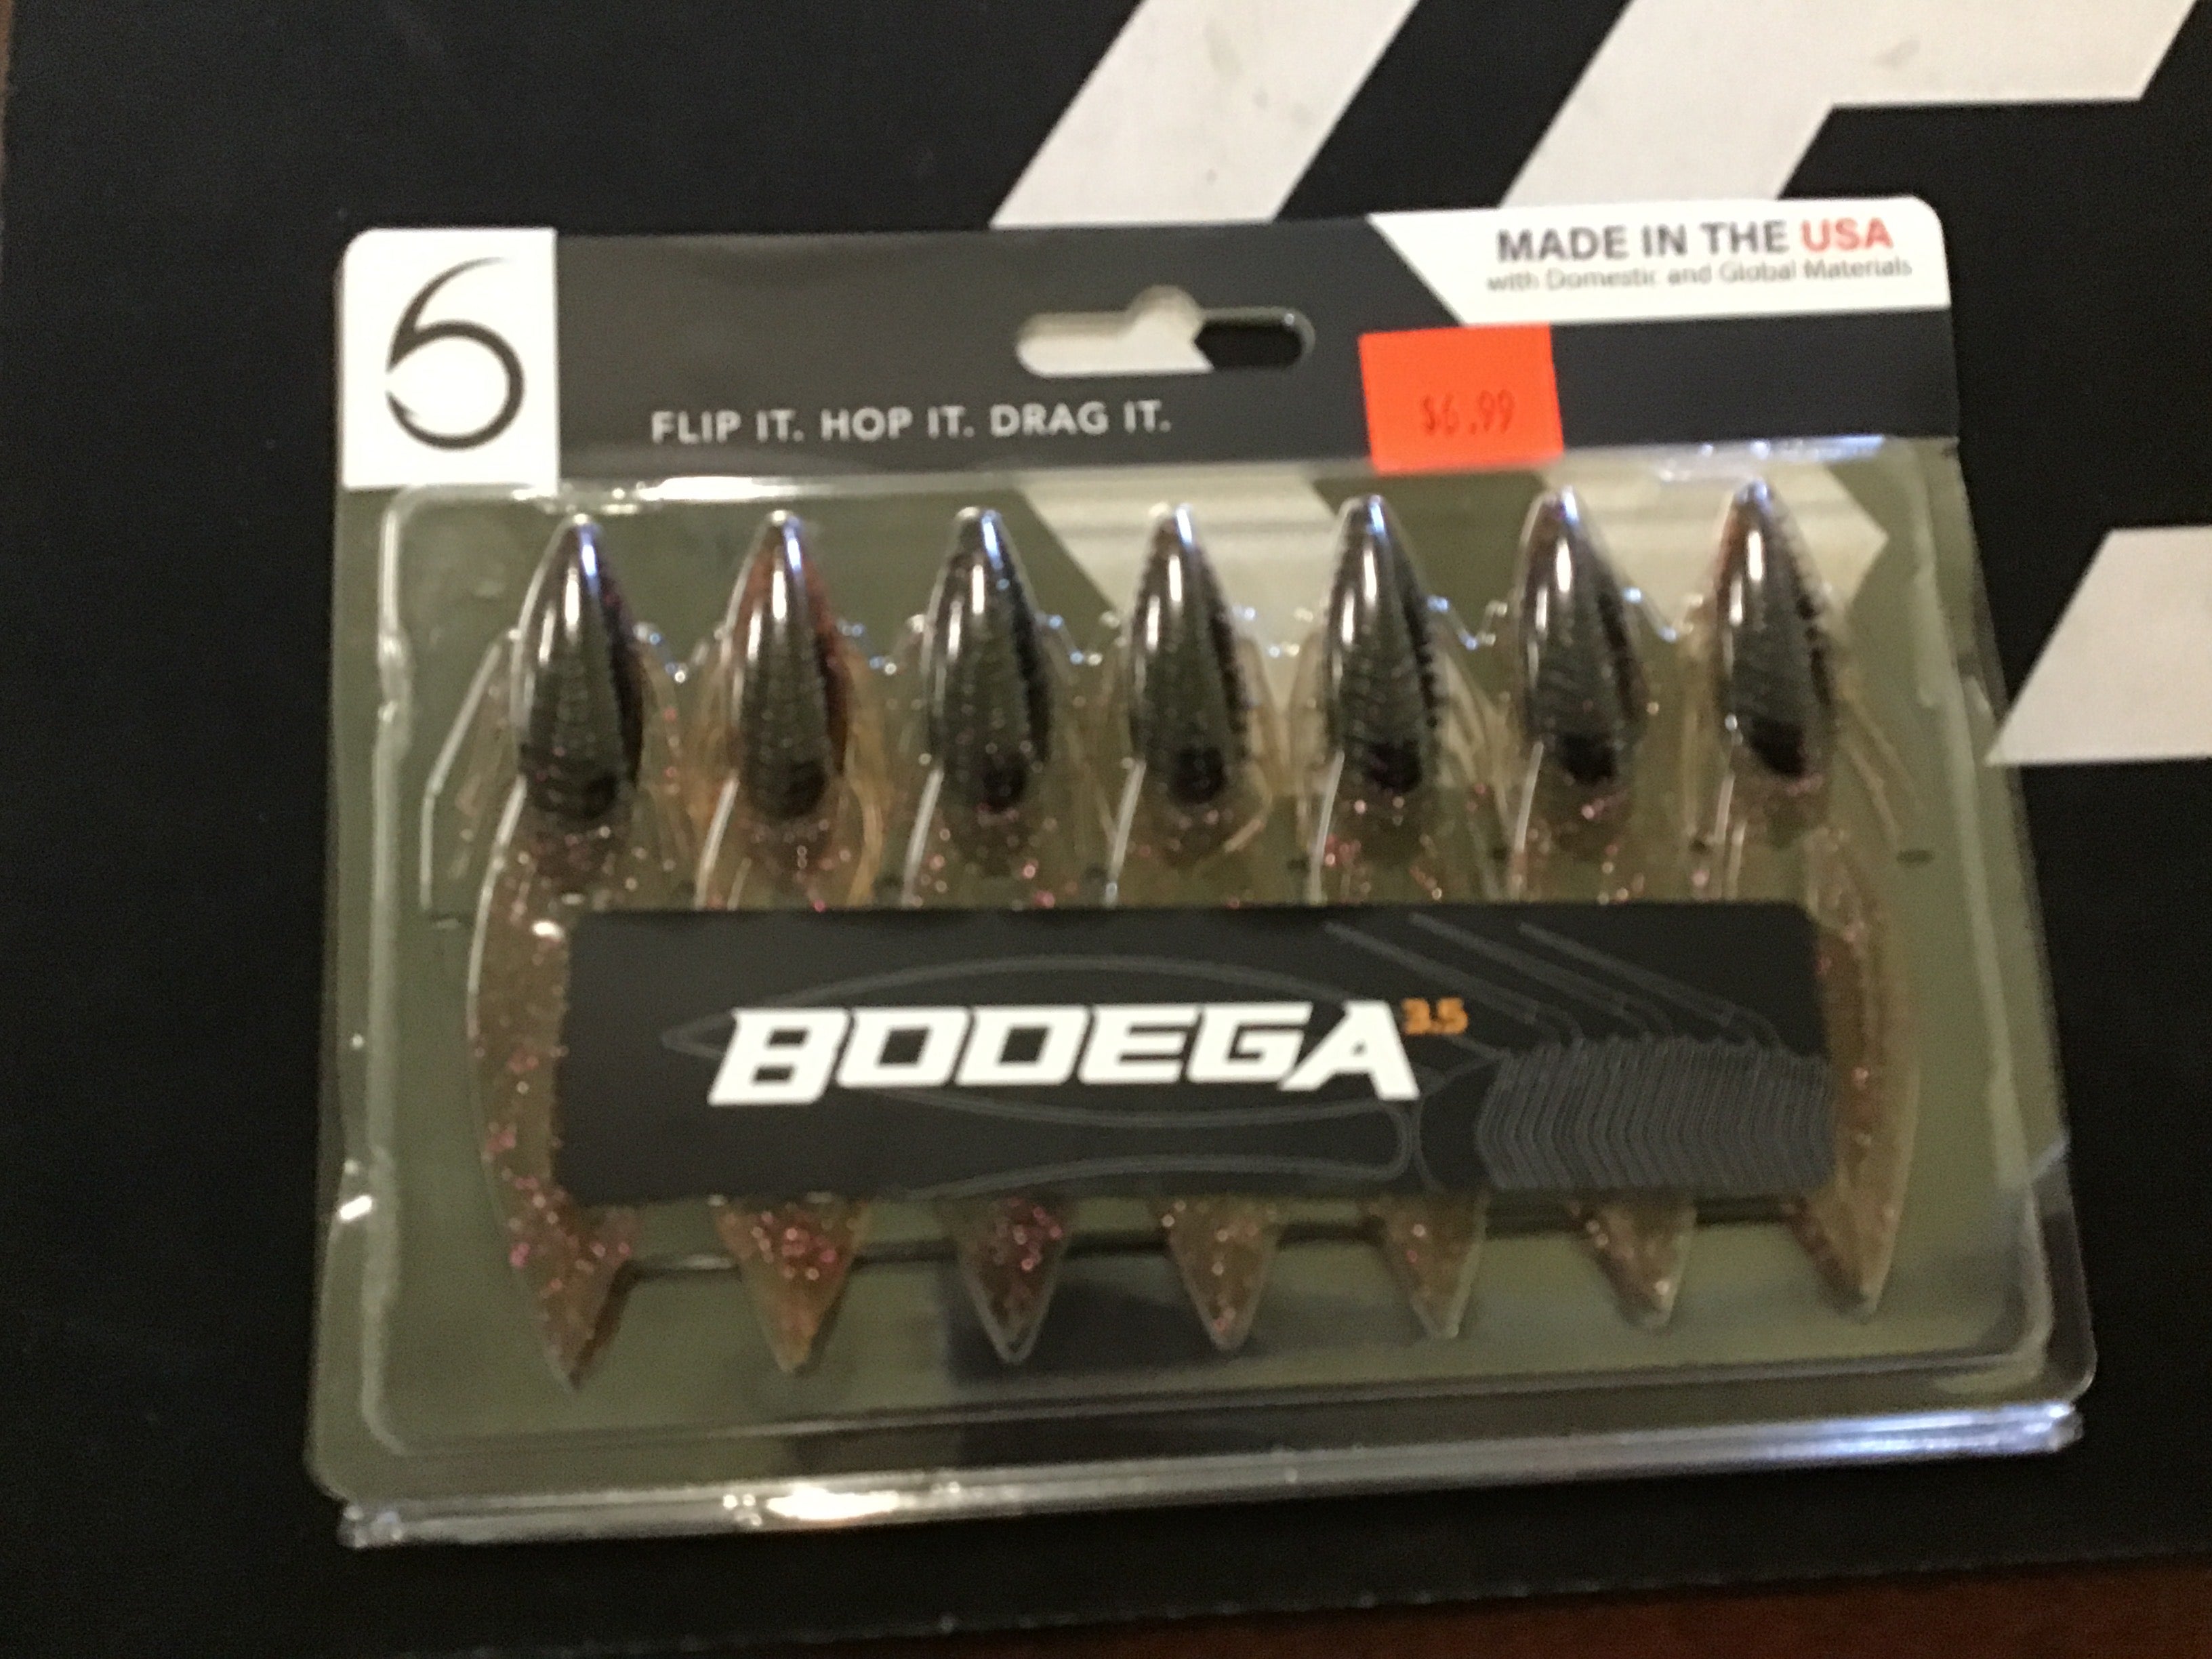 6
MADE IN THE USA
with Domestic and Global Materials
$6.99
FLIP IT. HOP IT. DRAG IT.
BODEGA 3.5